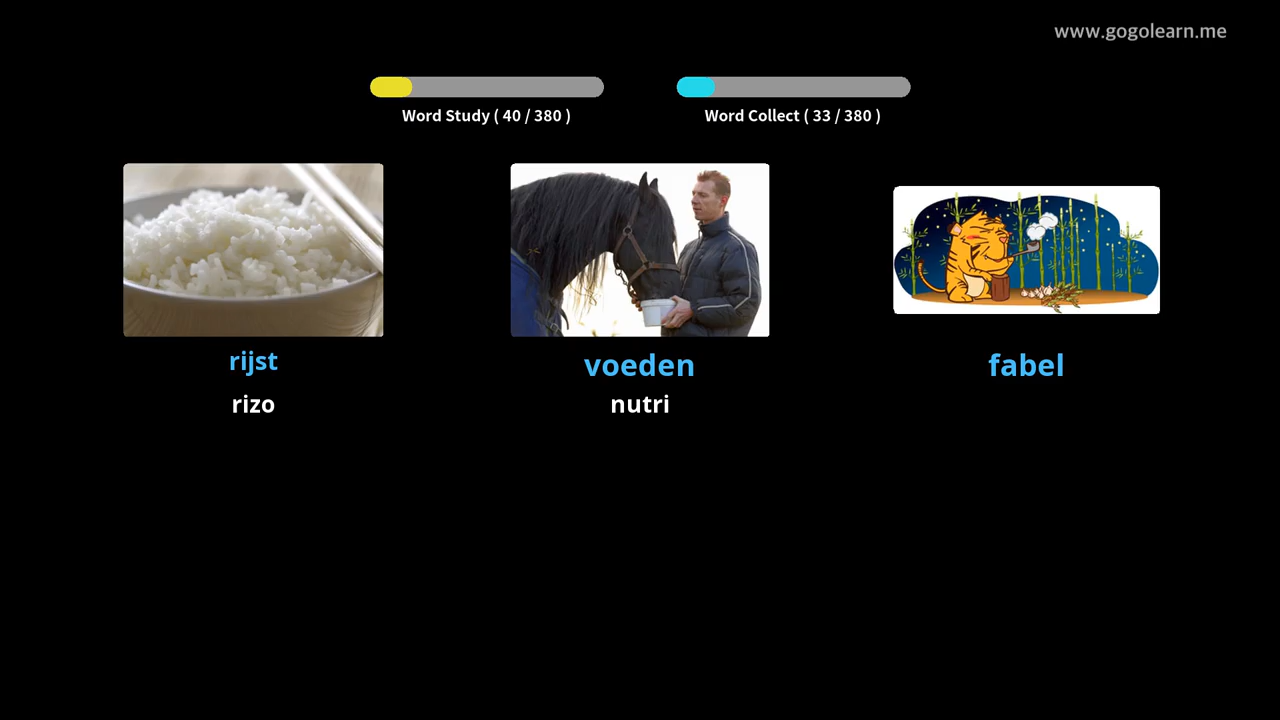 www.gogolearn.me
Word Study ( 40 / 380 )
Word Collect ( 33 / 380 )
rijst
voeden
fabel
rizo
nutri